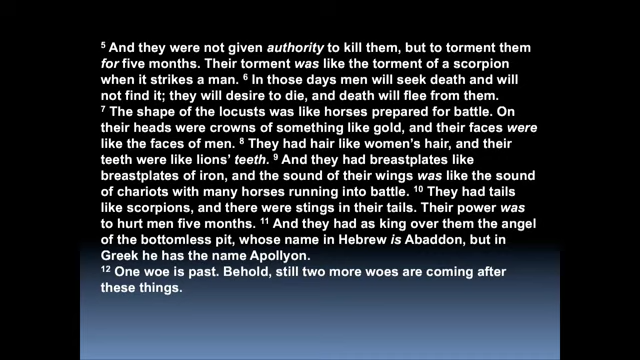 5 And they were not given authority to kill them, but to torment them
for five months. Their torment was like the torment of a scorpion
when it strikes a man. 6 In those days men will seek death and will
not find it; they will desire to die, and death will flee from them.
7 The shape of the locusts was like horses prepared for battle. On
their heads were crowns of something like gold, and their faces were
like the faces of men. 8 They had hair like women's hair, and their
teeth were like lions’ teeth. 9 And they had breastplates like
breastplates of iron, and the sound of their wings was like the sound
of chariots with many horses running into battle. 10 They had tails
like scorpions, and there were stings in their tails. Their power was
to hurt men five months. 11 And they had as king over them the angel
of the bottomless pit, whose name in Hebrew is Abaddon, but in
Greek he has the name Apollyon.
12 One woe is past. Behold, still two more woes are coming after
these things.